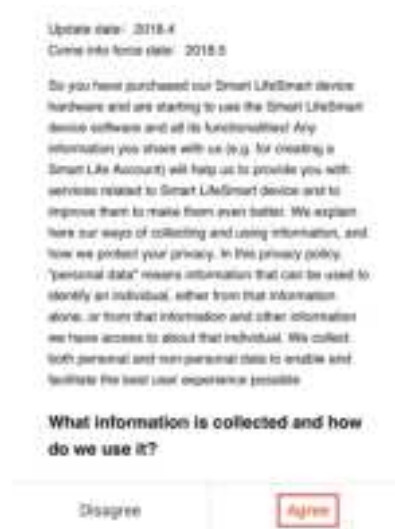 Update date: 2018.4
Come into force date: 2018.5
So you have purchased our Smart Life/Smart device
hardware and are starting to use the Smart Life/Smart
device software and all its functionalities! Any
information you share with us (e.g. for creating a
Smart Life Account) will help us to provide you with
services related to Smart Life/Smart device and to
improve them to make them even better. We explain
here our ways of collecting and using information, and
how we protect your privacy. In this privacy policy,
"personal data" means information that can be used to
identify an individual, either from that information
alone, or from that information and other information
we have access to about that individual. We collect
both personal and non-personal data to enable and
facilitate the best user experience possible
What information is collected and how
do we use it?
Disagree
Agree